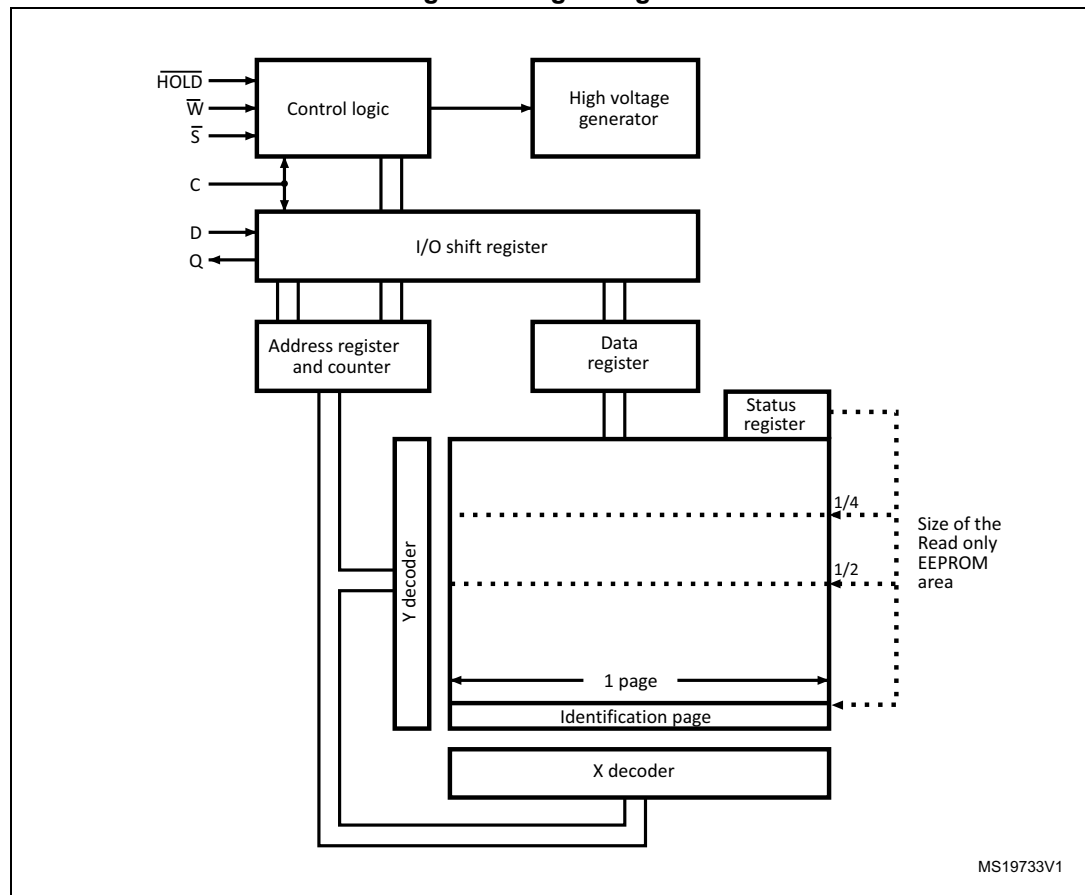 H̅O̅L̅D̅
W̅
S̅
C
D
Q
Control logic
High voltage
generator
I/O shift register
Address register
and counter
Data
register
Status
register
1/4
1/2
Size of the
Read only
EEPROM
area
Y decoder
1 page
Identification page
X decoder
MS19733V1